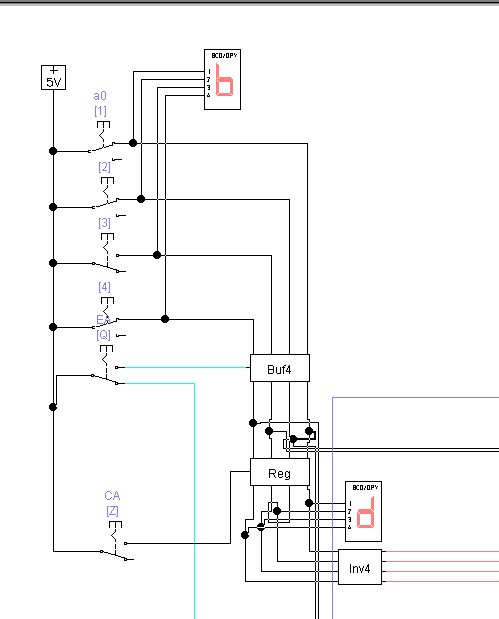 BCD/DPY
1
2
3
4
b
+
5V
a0
[1]
[2]
[3]
[4]
EA
[Q]
Buf4
Reg
BCD/DPY
1
2
3
4
d
CA
[Z]
Inv4